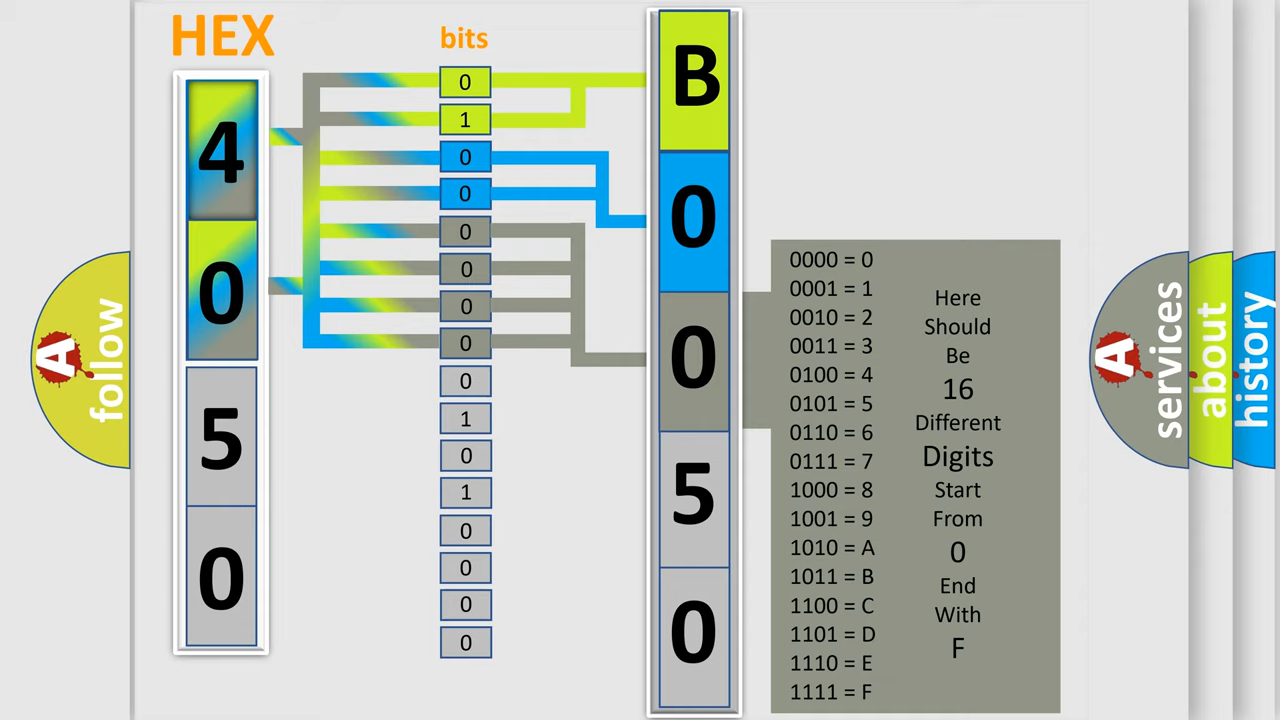 HEX
4
0
5
0
bits
0
1
0
0
0
0
0
0
0
1
0
1
0
0
0
0
B
0
0
5
0
0000 = 0
0001 = 1
0010 = 2
0011 = 3
0100 = 4
0101 = 5
0110 = 6
0111 = 7
1000 = 8
1001 = 9
1010 = A
1011 = B
1100 = C
1101 = D
1110 = E
1111 = F
Here
Should
Be
16
Different
Digits
Start
From
0
End
With
F
A
follow
A
services
about
history